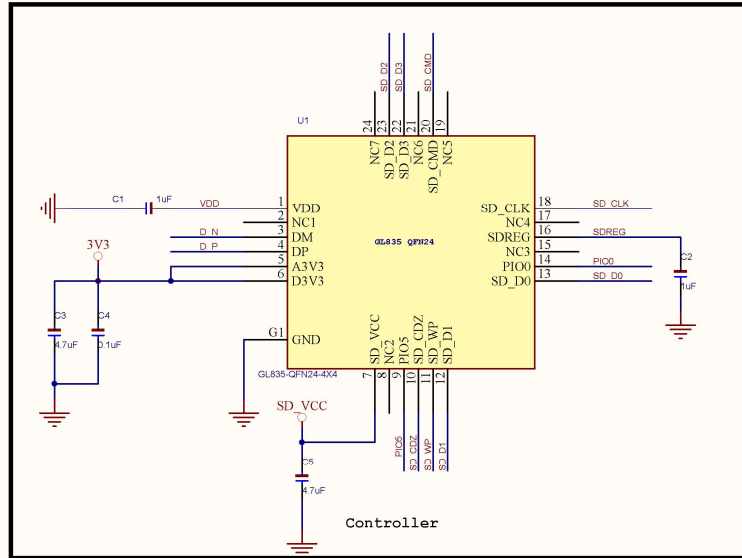 SD_D2
SD_D3
SD_CMD
U1
24
23
22
21
20
19
NC7
SD_D2
SD_D3
NC6
SD_CMD
NC5
C1
1uF
VDD
1
VDD
SD_CLK
18
SD_CLK
2
NC1
NC4
17
D_N
3
DM
SDREG
16
SDREG
3V3
D_P
4
DP
GL835 QFN24
NC3
15
5
A3V3
PIO0
14
PIO0
C2
6
D3V3
SD_D0
13
SD_D0
1uF
C3
C4
4.7uF
0.1uF
G1
GND
SD_VCC
NC2
PIO5
SD_CDZ
SD_WP
SD_D1
GL835-QFN24-4X4
7
8
9
10
11
12
SD_VCC
PIO5
SD_CDZ
SD_WP
SD_D1
C5
4.7uF
Controller